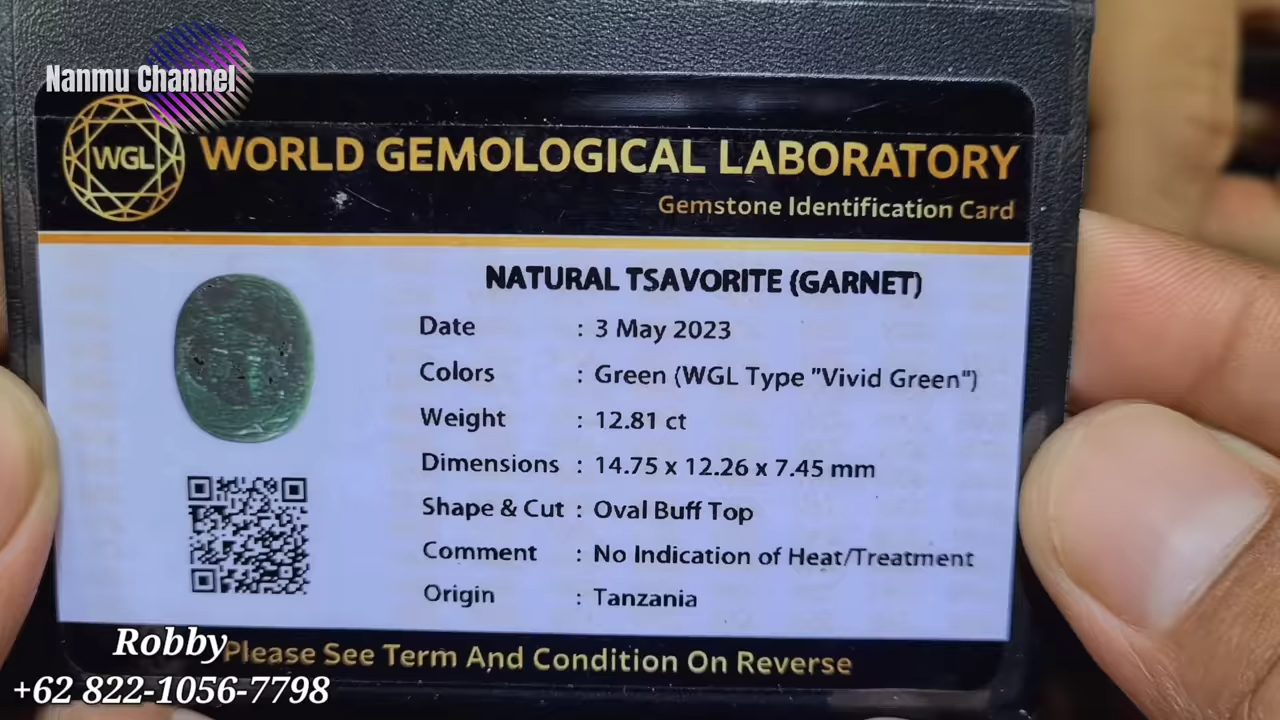 Nanmu Channel
WGL
WORLD GEMOLOGICAL LABORATORY
Gemstone Identification Card
NATURAL TSAVORITE (GARNET)
Date : 3 May 2023
Colors : Green (WGL Type "Vivid Green")
Weight : 12.81 ct
Dimensions : 14.75 x 12.26 x 7.45 mm
Shape & Cut : Oval Buff Top
Comment : No Indication of Heat/Treatment
Origin : Tanzania
Robby
Please See Term And Condition On Reverse
+62 822-1056-7798